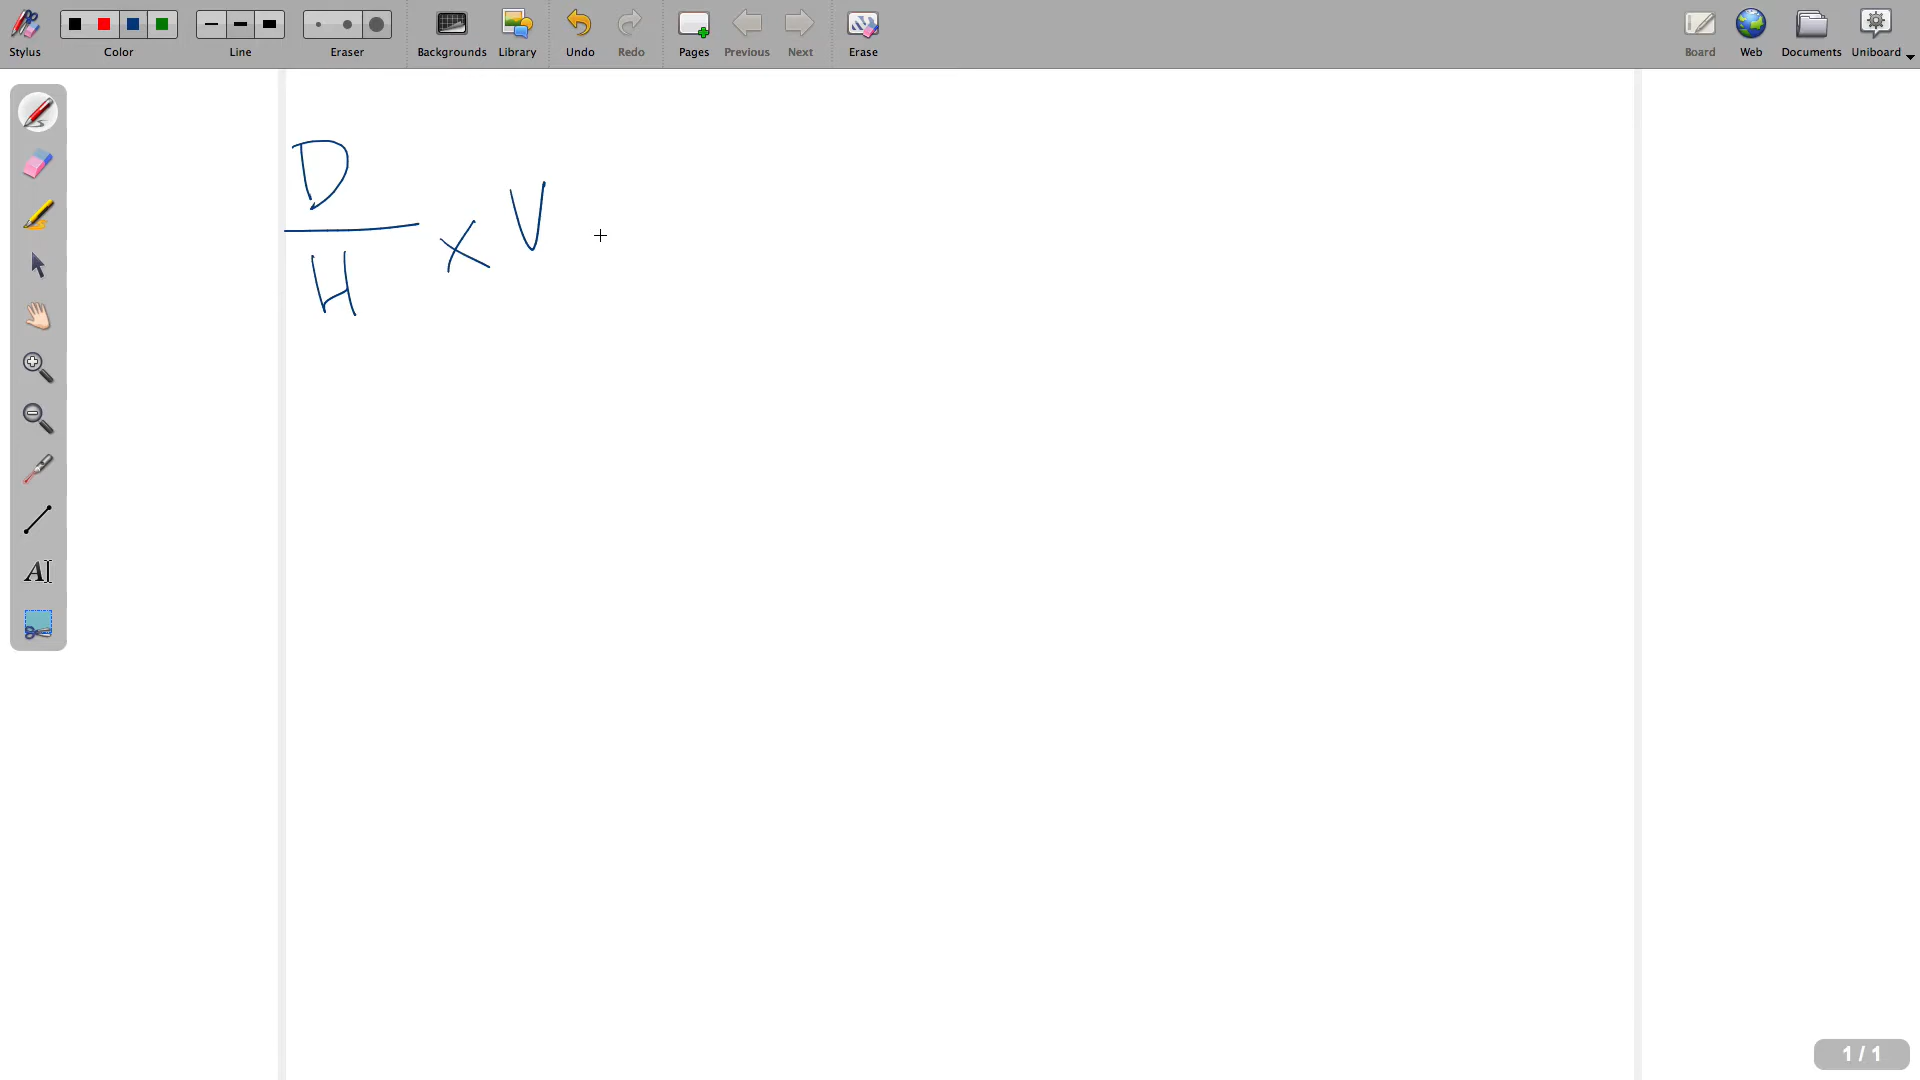 Stylus Color Line Eraser Backgrounds Library Undo Redo Pages Previous Next Erase Board Web Documents Uniboard
D
H
× V
A
1 / 1